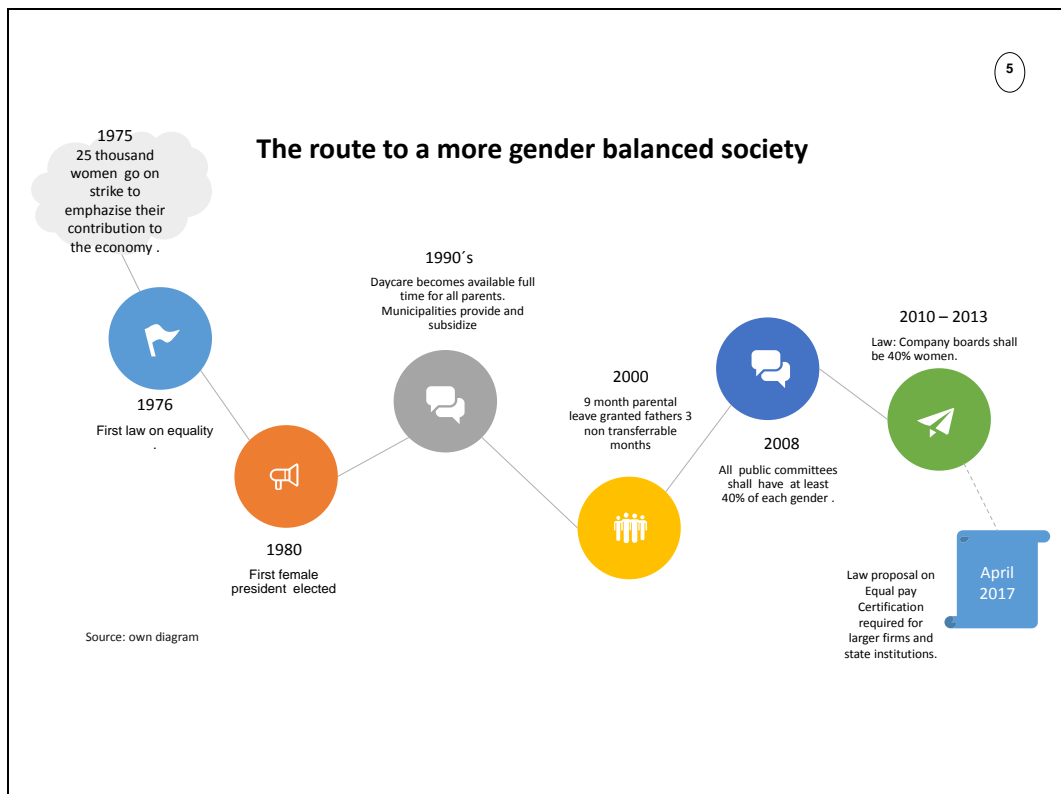 5
The route to a more gender balanced society
1975
25 thousand
women  go on
strike to
emphazise their
contribution to
the economy .
1976
First law on equality
.
1980
First female
president  elected
1990´s
Daycare becomes available full
time for all parents.
Municipalities provide and
subsidize
2000
9 month parental
leave granted fathers 3
non transferrable
months
2008
All  public committees
shall  have  at least
40% of each gender .
2010 – 2013
Law: Company boards shall
be 40% women.
April
2017
Law proposal on
Equal pay
Certification
required for
larger firms and
state institutions.
Source: own diagram